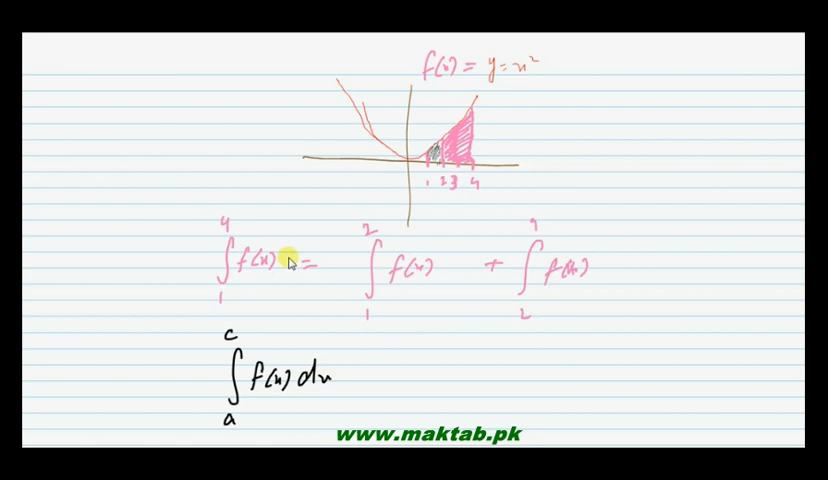 f(x) = y = x²
1 2 3 4
∫₁⁴ f(x) = ∫₁² f(x) + ∫₂⁴ f(x)
∫ₐᶜ f(x) dx
www.maktab.pk